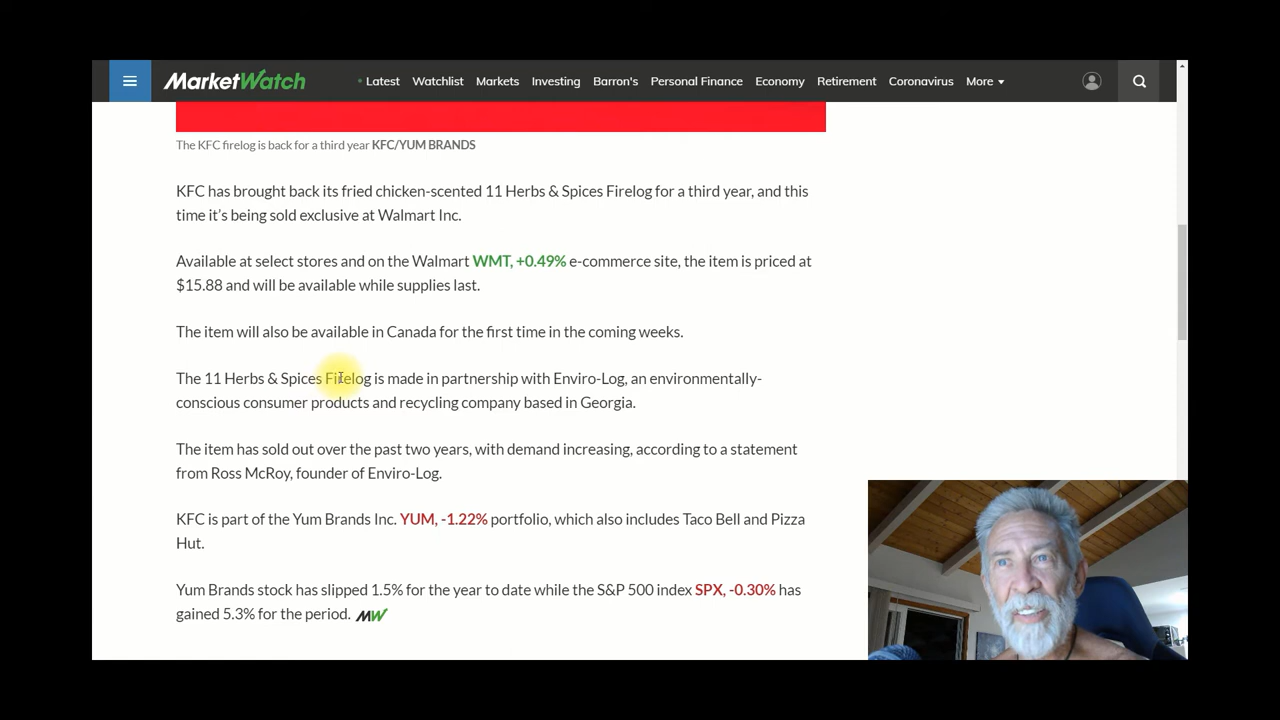 MarketWatch
Latest Watchlist Markets Investing Barron's Personal Finance Economy Retirement Coronavirus More
The KFC firelog is back for a third year KFC/YUM BRANDS
KFC has brought back its fried chicken-scented 11 Herbs & Spices Firelog for a third year, and this
time it’s being sold exclusive at Walmart Inc.
Available at select stores and on the Walmart WMT, +0.49% e-commerce site, the item is priced at
$15.88 and will be available while supplies last.
The item will also be available in Canada for the first time in the coming weeks.
The 11 Herbs & Spices Firelog is made in partnership with Enviro-Log, an environmentally-
conscious consumer products and recycling company based in Georgia.
The item has sold out over the past two years, with demand increasing, according to a statement
from Ross McRoy, founder of Enviro-Log.
KFC is part of the Yum Brands Inc. YUM, -1.22% portfolio, which also includes Taco Bell and Pizza
Hut.
Yum Brands stock has slipped 1.5% for the year to date while the S&P 500 index SPX, -0.30% has
gained 5.3% for the period. MW